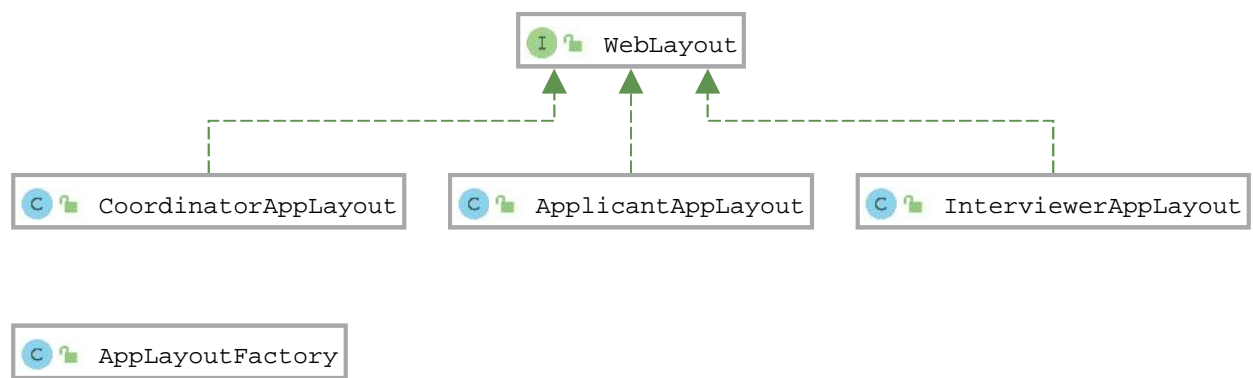 I WebLayout
C CoordinatorAppLayout
C ApplicantAppLayout
C InterviewerAppLayout
C AppLayoutFactory